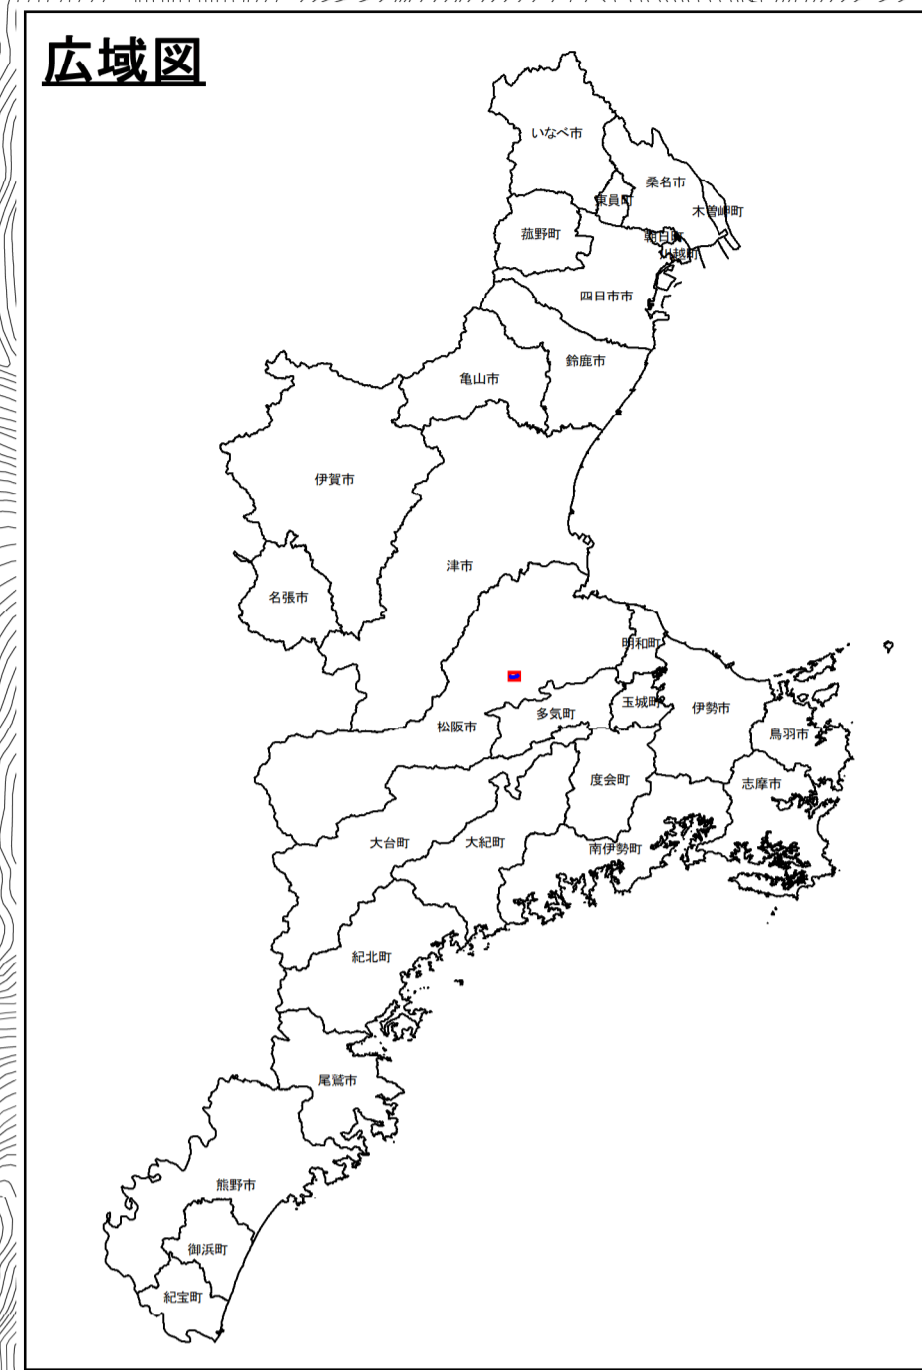 広域図
いなべ市
桑名市
東員町
木曽岬町
菰野町
朝日町
川越町
四日市市
鈴鹿市
亀山市
伊賀市
津市
名張市
明和町
玉城町
伊勢市
多気町
松阪市
鳥羽市
度会町
志摩市
大台町
大紀町
南伊勢町
紀北町
尾鷲市
熊野市
御浜町
紀宝町